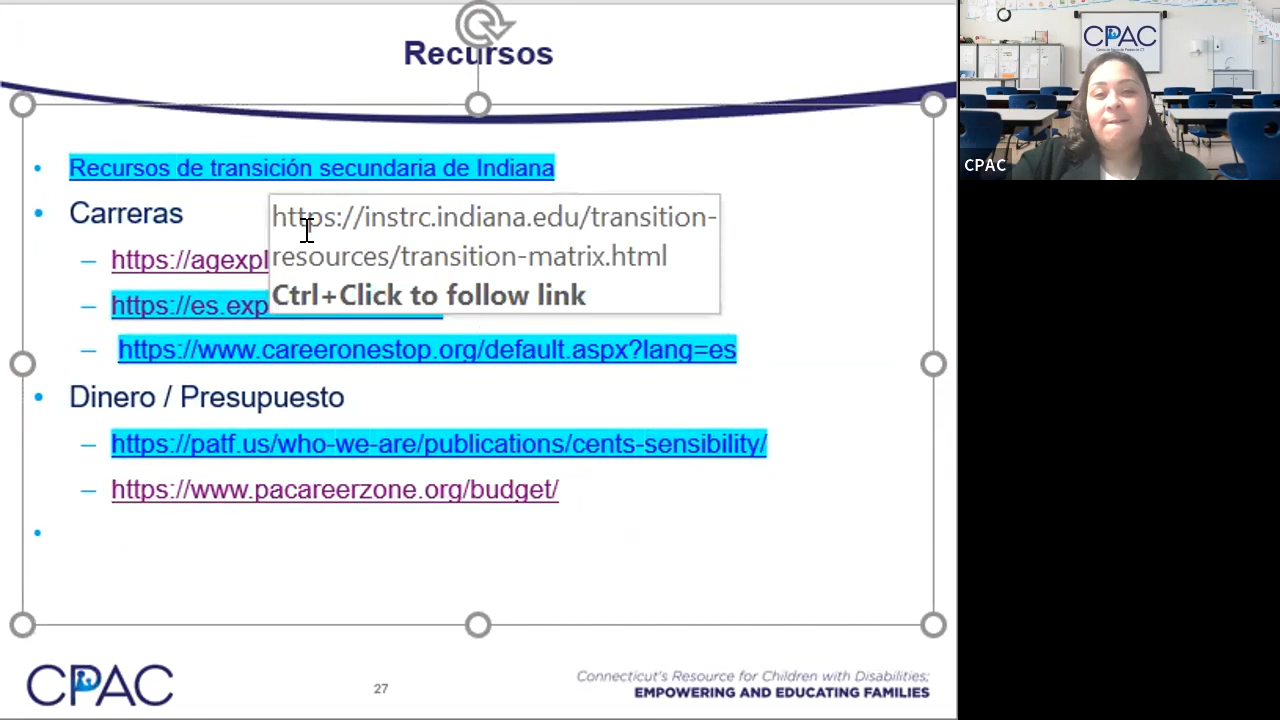 Recursos
Recursos de transición secundaria de Indiana
Carreras
https://instrc.indiana.edu/transition-
resources/transition-matrix.html
Ctrl+Click to follow link
https://agexpl
https://es.exp
https://www.careeronestop.org/default.aspx?lang=es
Dinero / Presupuesto
https://patf.us/who-we-are/publications/cents-sensibility/
https://www.pacareerzone.org/budget/
CPAC
27
Connecticut's Resource for Children with Disabilities;
EMPOWERING AND EDUCATING FAMILIES
CPAC
CPAC